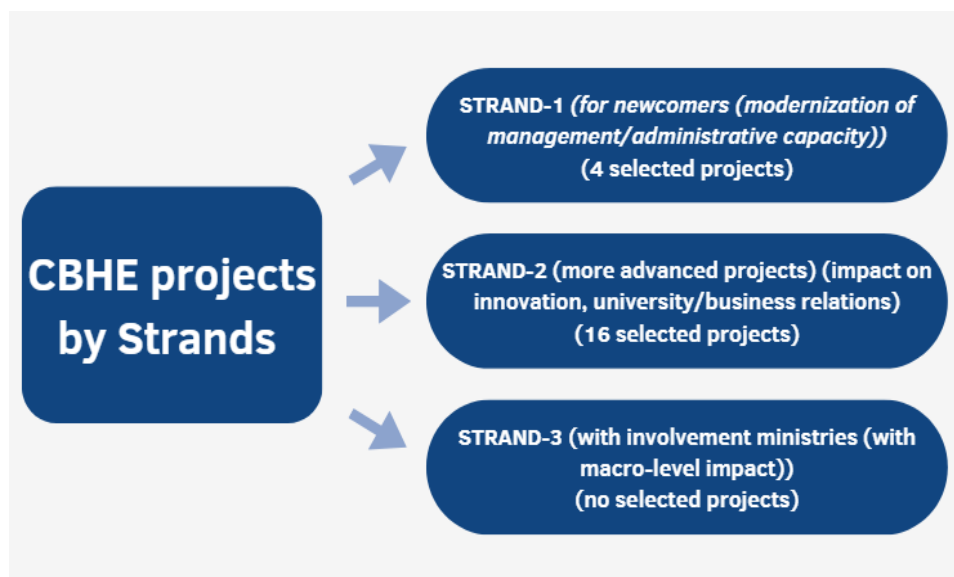 CBHE projects
by Strands
STRAND-1 (for newcomers (modernization of
management/administrative capacity))
(4 selected projects)
STRAND-2 (more advanced projects) (impact on
innovation, university/business relations)
(16 selected projects)
STRAND-3 (with involvement ministries (with
macro-level impact))
(no selected projects)